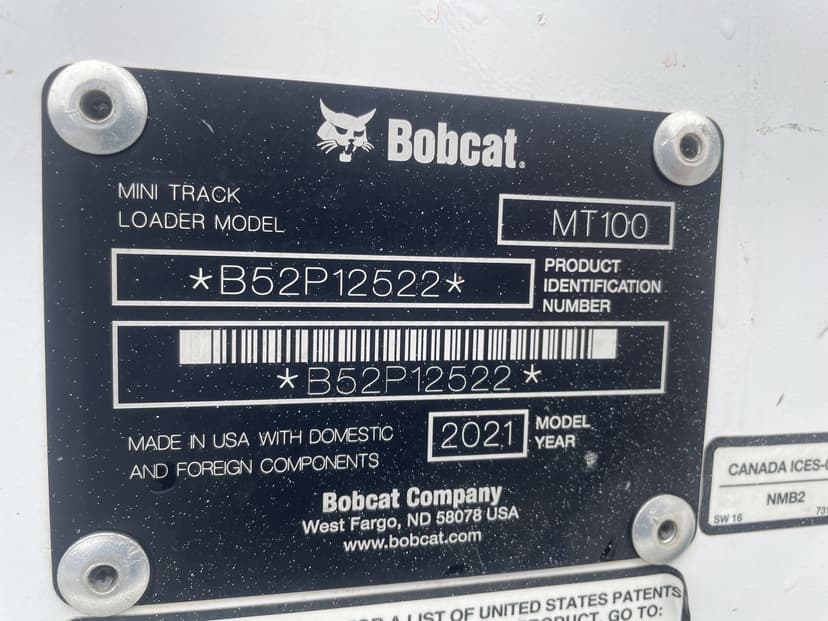 Bobcat.
MINI TRACK
LOADER MODEL
MT100
*B52P12522*
PRODUCT
IDENTIFICATION
NUMBER
*B52P12522*
MADE IN USA WITH DOMESTIC
AND FOREIGN COMPONENTS
2021
MODEL
YEAR
Bobcat Company
West Fargo, ND 58078 USA
www.bobcat.com
CANADA ICES-
NMB2
SW 16
731
A LIST OF UNITED STATES PATENTS
GO TO: